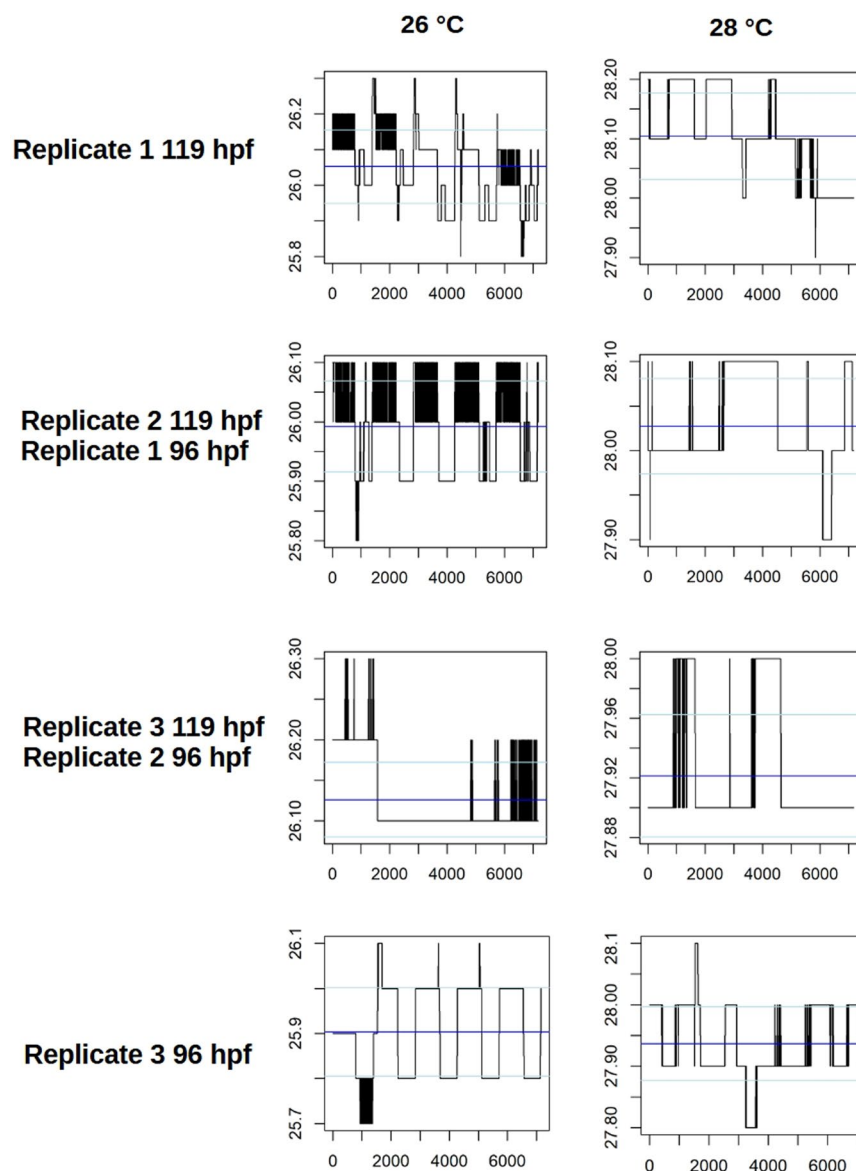 26 °C
28 °C
Replicate 1 119 hpf
25.8 26.0 26.2
0 2000 4000 6000
27.90 28.00 28.10 28.20
0 2000 4000 6000
Replicate 2 119 hpf
Replicate 1 96 hpf
25.80 25.90 26.00 26.10
0 2000 4000 6000
27.90 28.00 28.10
0 2000 4000 6000
Replicate 3 119 hpf
Replicate 2 96 hpf
26.10 26.20 26.30
0 2000 4000 6000
27.88 27.92 27.96 28.00
0 2000 4000 6000
Replicate 3 96 hpf
25.7 25.9 26.1
0 2000 4000 6000
27.80 27.90 28.00 28.1
0 2000 4000 6000